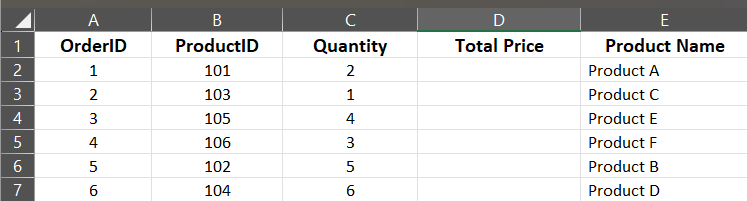 A B C D E
1 OrderID ProductID Quantity Total Price Product Name
2 1 101 2 Product A
3 2 103 1 Product C
4 3 105 4 Product E
5 4 106 3 Product F
6 5 102 5 Product B
7 6 104 6 Product D